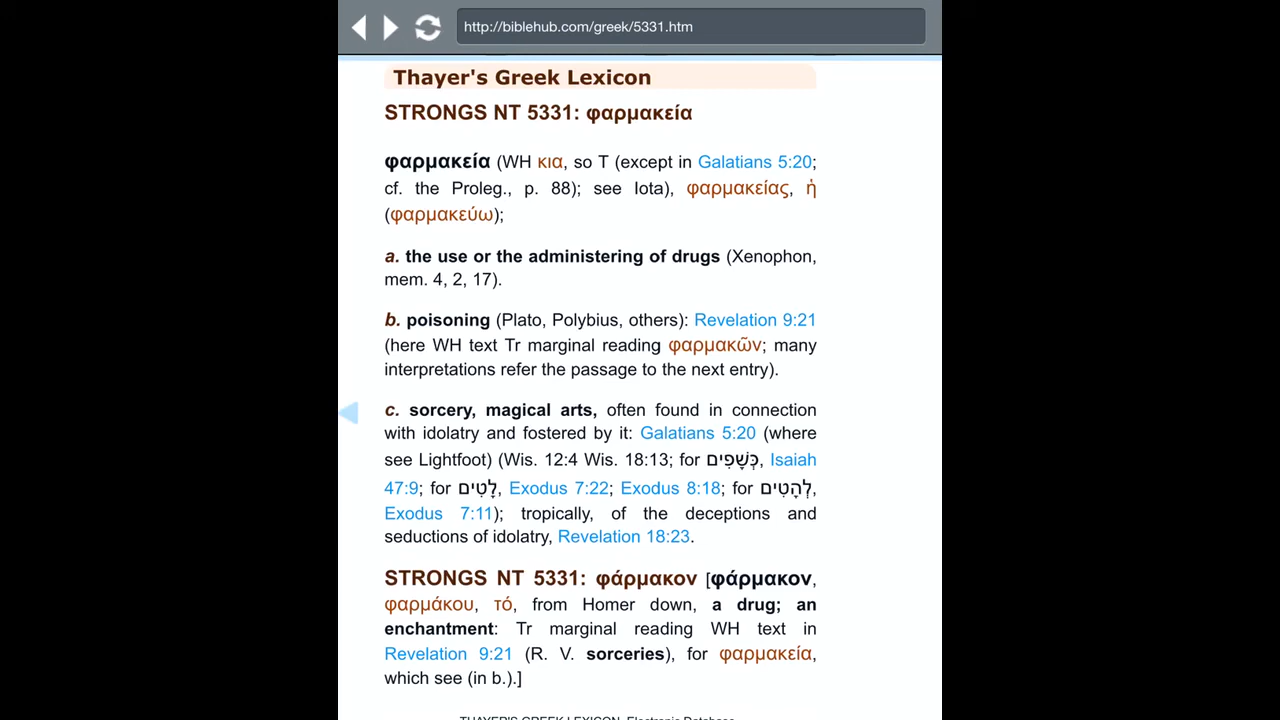 http://biblehub.com/greek/5331.htm
Thayer's Greek Lexicon
STRONGS NT 5331: φαρμακεία
φαρμακεία (WH κια, so T (except in Galatians 5:20;
cf. the Proleg., p. 88); see Iota), φαρμακείας, ἡ
(φαρμακεύω);
a. the use or the administering of drugs (Xenophon,
mem. 4, 2, 17).
b. poisoning (Plato, Polybius, others): Revelation 9:21
(here WH text Tr marginal reading φαρμακῶν; many
interpretations refer the passage to the next entry).
c. sorcery, magical arts, often found in connection
with idolatry and fostered by it: Galatians 5:20 (where
see Lightfoot) (Wis. 12:4 Wis. 18:13; for כְּשָׁפִים, Isaiah
47:9; for לָטִים, Exodus 7:22; Exodus 8:18; for לְהָטִים,
Exodus 7:11); tropically, of the deceptions and
seductions of idolatry, Revelation 18:23.
STRONGS NT 5331: φάρμακον [φάρμακον,
φαρμάκου, τό, from Homer down, a drug; an
enchantment: Tr marginal reading WH text in
Revelation 9:21 (R. V. sorceries), for φαρμακεία,
which see (in b.).]
THAYER'S GREEK LEXICON, Electronic Database